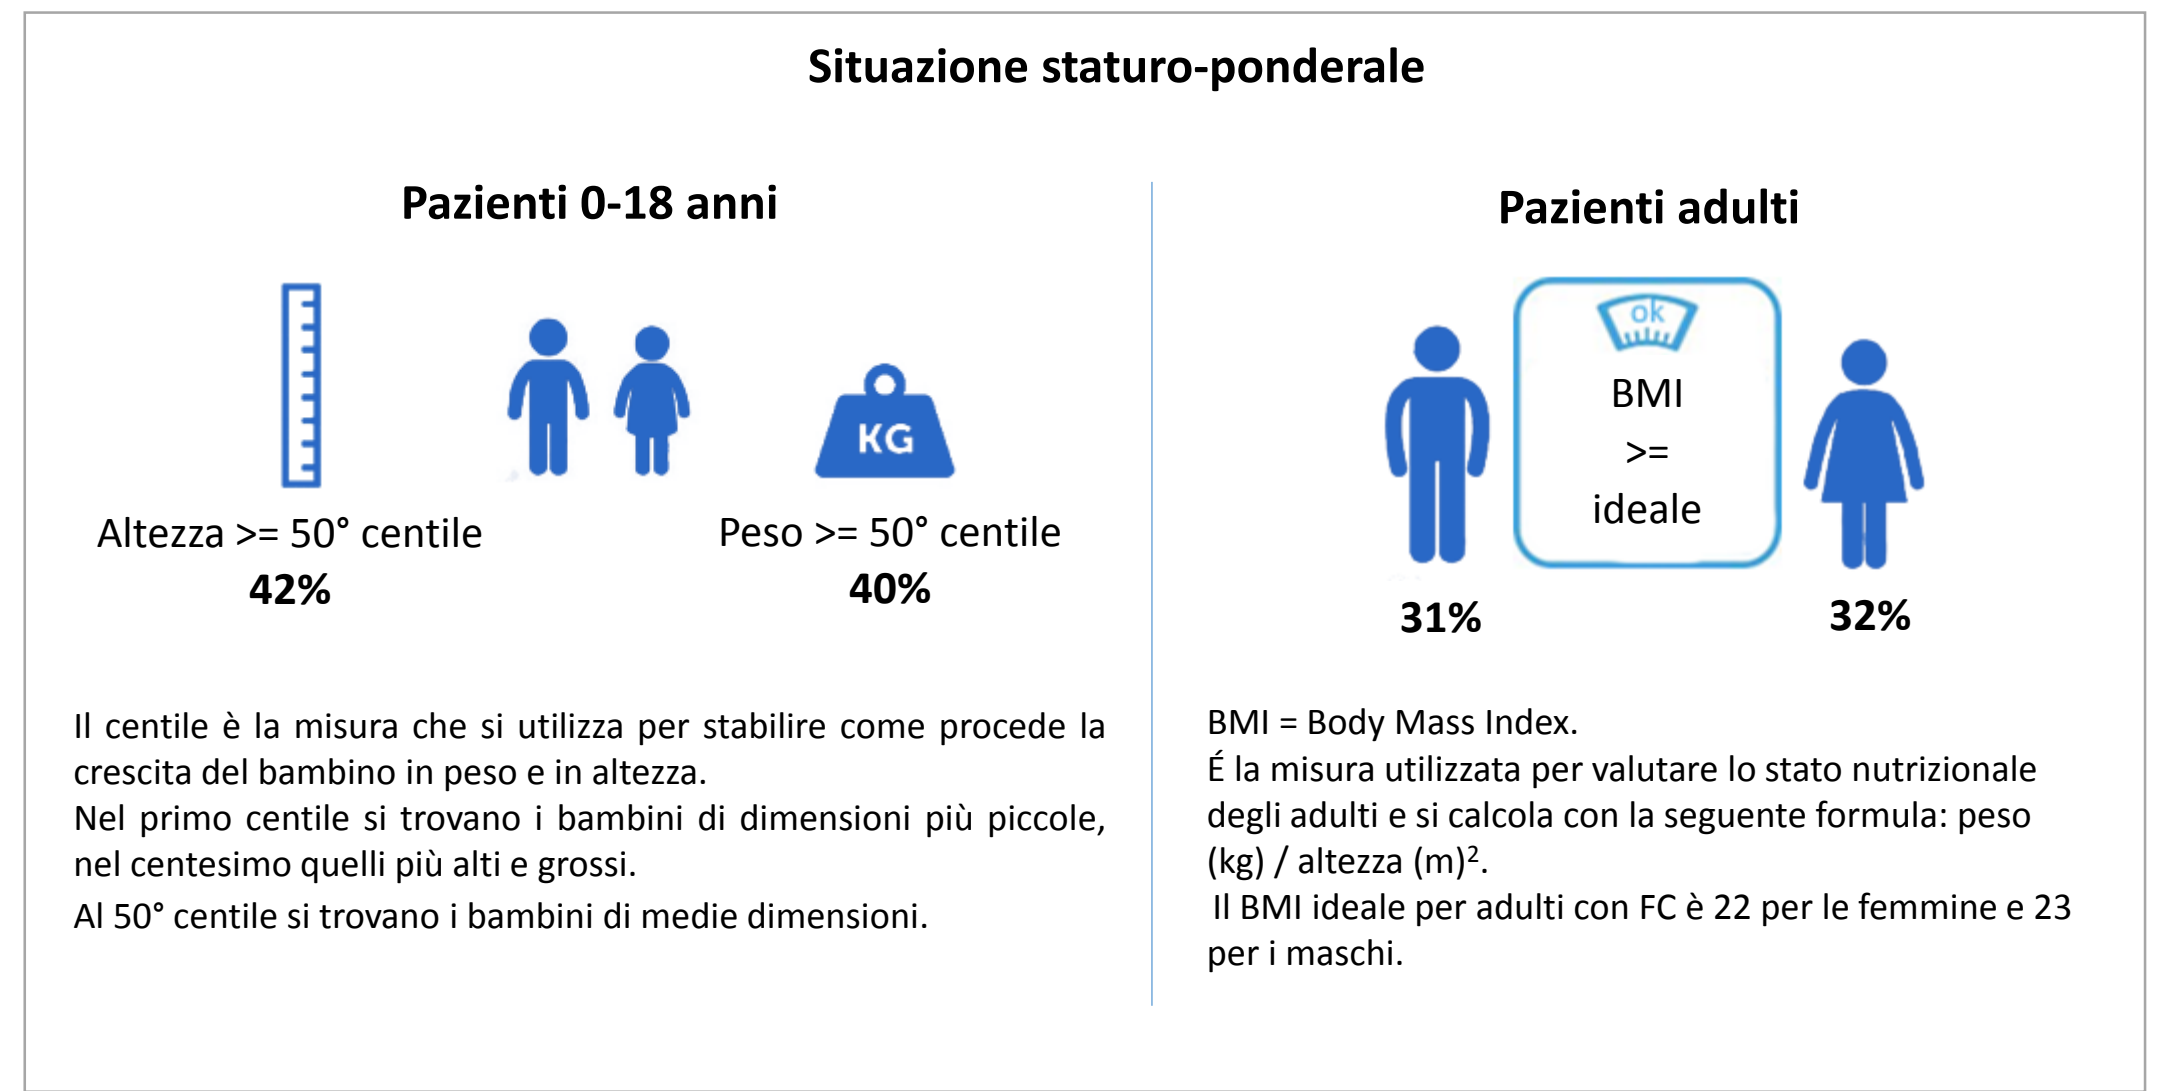 Situazione staturo-ponderale
Pazienti 0-18 anni
KG
Altezza >= 50° centile
42%
Peso >= 50° centile
40%
Il centile è la misura che si utilizza per stabilire come procede la
crescita del bambino in peso e in altezza.
Nel primo centile si trovano i bambini di dimensioni più piccole,
nel centesimo quelli più alti e grossi.
Al 50° centile si trovano i bambini di medie dimensioni.
Pazienti adulti
ok
BMI
>=
ideale
31%
32%
BMI = Body Mass Index.
É la misura utilizzata per valutare lo stato nutrizionale
degli adulti e si calcola con la seguente formula: peso
(kg) / altezza (m)².
Il BMI ideale per adulti con FC è 22 per le femmine e 23
per i maschi.